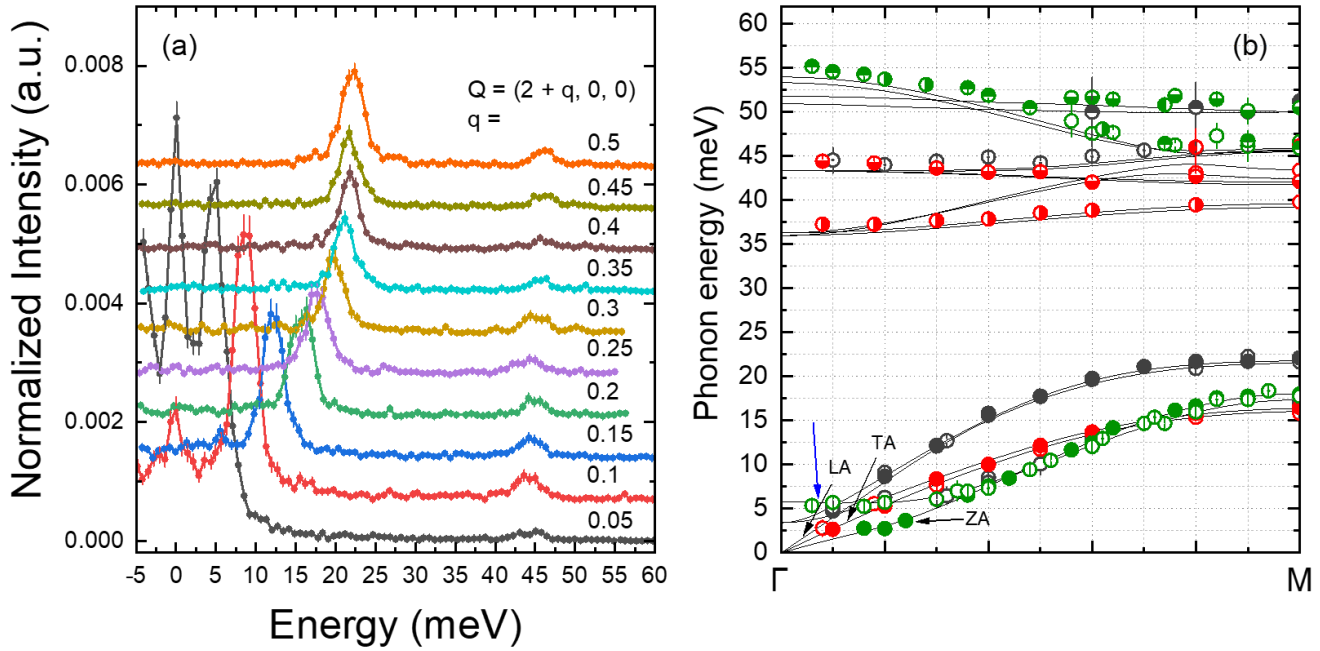 (a)
Normalized Intensity (a.u.)
0.008
0.006
0.004
0.002
0.000
Q = (2 + q, 0, 0)
q =
0.5
0.45
0.4
0.35
0.3
0.25
0.2
0.15
0.1
0.05
-5 0 5 10 15 20 25 30 35 40 45 50 55 60
Energy (meV)
(b)
Phonon energy (meV)
60
55
50
45
40
35
30
25
20
15
10
5
0
TA
LA
ZA
Γ M